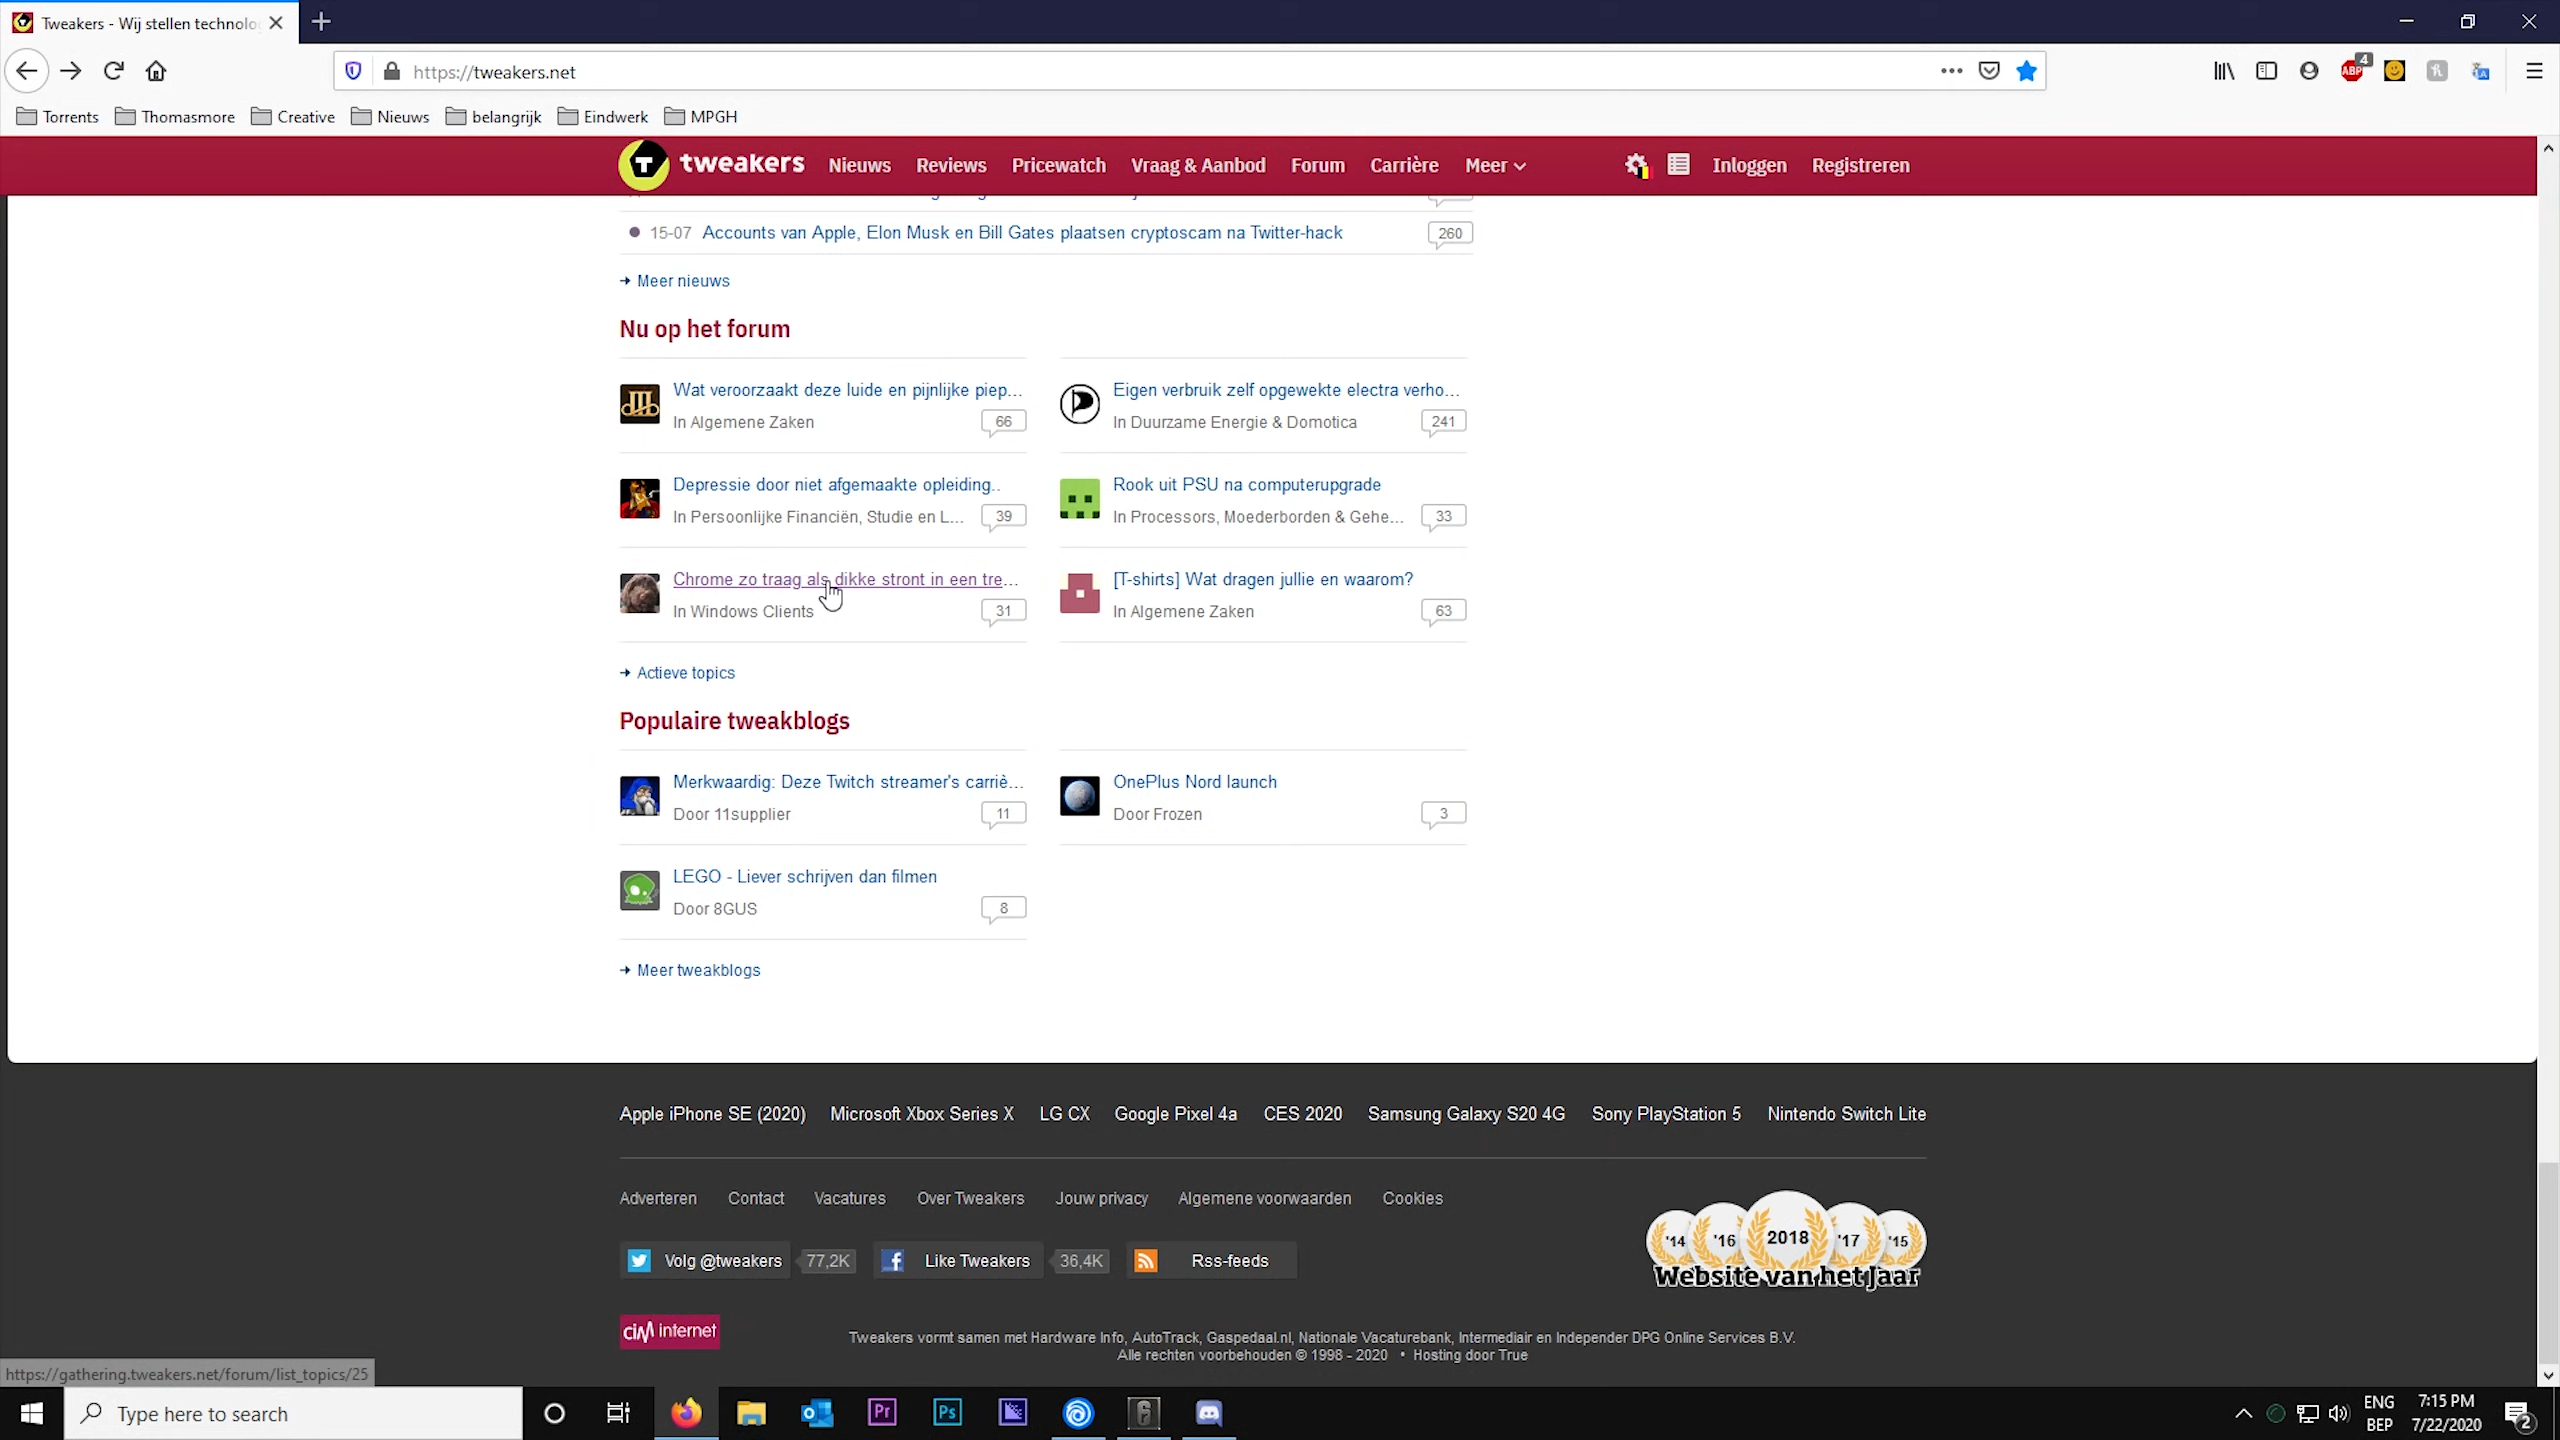 Tweakers - Wij stellen technolo
https://tweakers.net
4
ABP
Torrents Thomasmore Creative Nieuws belangrijk Eindwerk MPGH
tweakers Nieuws Reviews Pricewatch Vraag & Aanbod Forum Carrière Meer Inloggen Registreren
15-07 Accounts van Apple, Elon Musk en Bill Gates plaatsen cryptoscam na Twitter-hack 260
Meer nieuws
Nu op het forum
Wat veroorzaakt deze luide en pijnlijke piep...
In Algemene Zaken 66
Eigen verbruik zelf opgewekte electra verho...
In Duurzame Energie & Domotica 241
Depressie door niet afgemaakte opleiding..
In Persoonlijke Financiën, Studie en L... 39
Rook uit PSU na computerupgrade
In Processors, Moederborden & Gehe... 33
Chrome zo traag als dikke stront in een tre...
In Windows Clients 31
[T-shirts] Wat dragen jullie en waarom?
In Algemene Zaken 63
Actieve topics
Populaire tweakblogs
Merkwaardig: Deze Twitch streamer's carriè...
Door 11supplier 11
OnePlus Nord launch
Door Frozen 3
LEGO - Liever schrijven dan filmen
Door 8GUS 8
Meer tweakblogs
Apple iPhone SE (2020) Microsoft Xbox Series X LG CX Google Pixel 4a CES 2020 Samsung Galaxy S20 4G Sony PlayStation 5 Nintendo Switch Lite
Adverteren Contact Vacatures Over Tweakers Jouw privacy Algemene voorwaarden Cookies
Volg @tweakers 77,2K Like Tweakers 36,4K Rss-feeds
'14 '16 2018 '17 '15
Website van het Jaar
CIM internet
Tweakers vormt samen met Hardware Info, AutoTrack, Gaspedaal.nl, Nationale Vacaturebank, Intermediair en Independer DPG Online Services B.V.
Alle rechten voorbehouden © 1998 - 2020 • Hosting door True
https://gathering.tweakers.net/forum/list_topics/25
Type here to search
Pr Ps
ENG
BEP
7:15 PM
7/22/2020
2